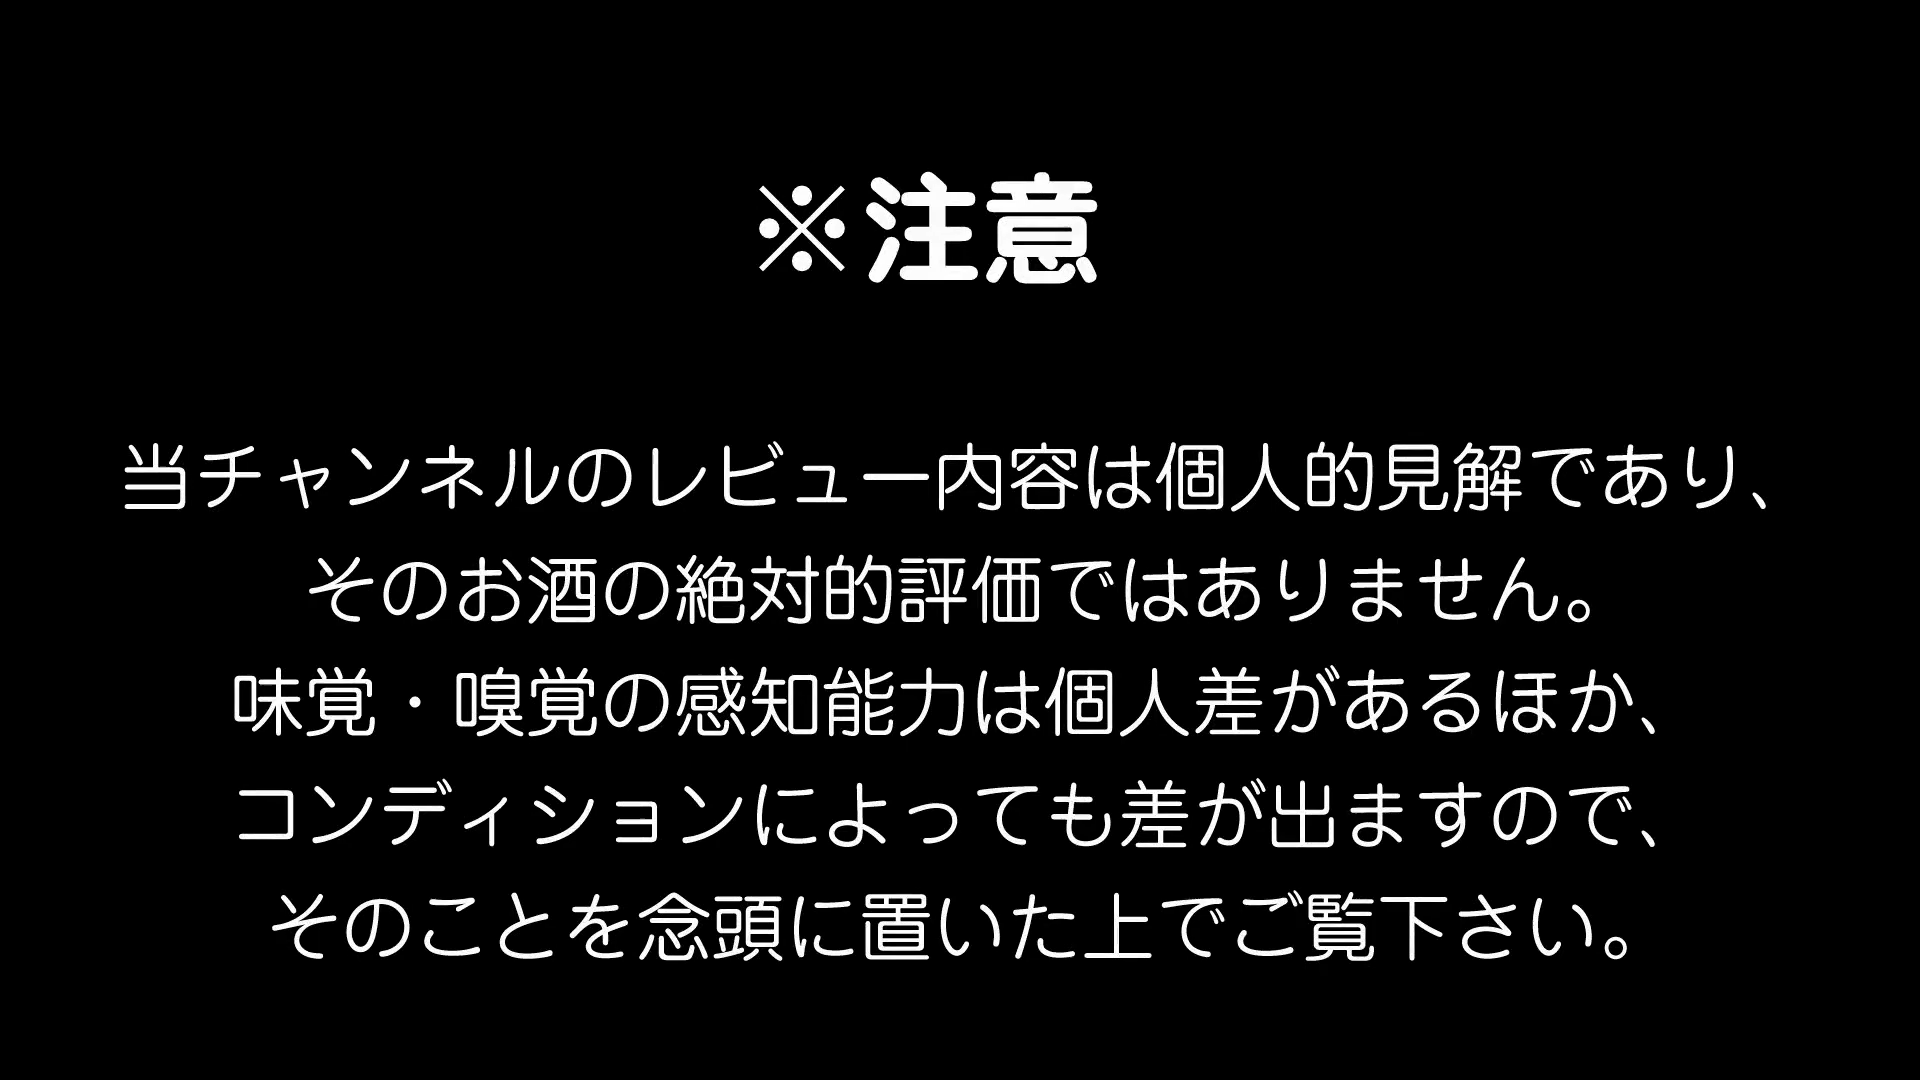 ※注意
当チャンネルのレビュー内容は個人的見解であり、
そのお酒の絶対的評価ではありません。
味覚・嗅覚の感知能力は個人差があるほか、
コンディションによっても差が出ますので、
そのことを念頭に置いた上でご覧下さい。